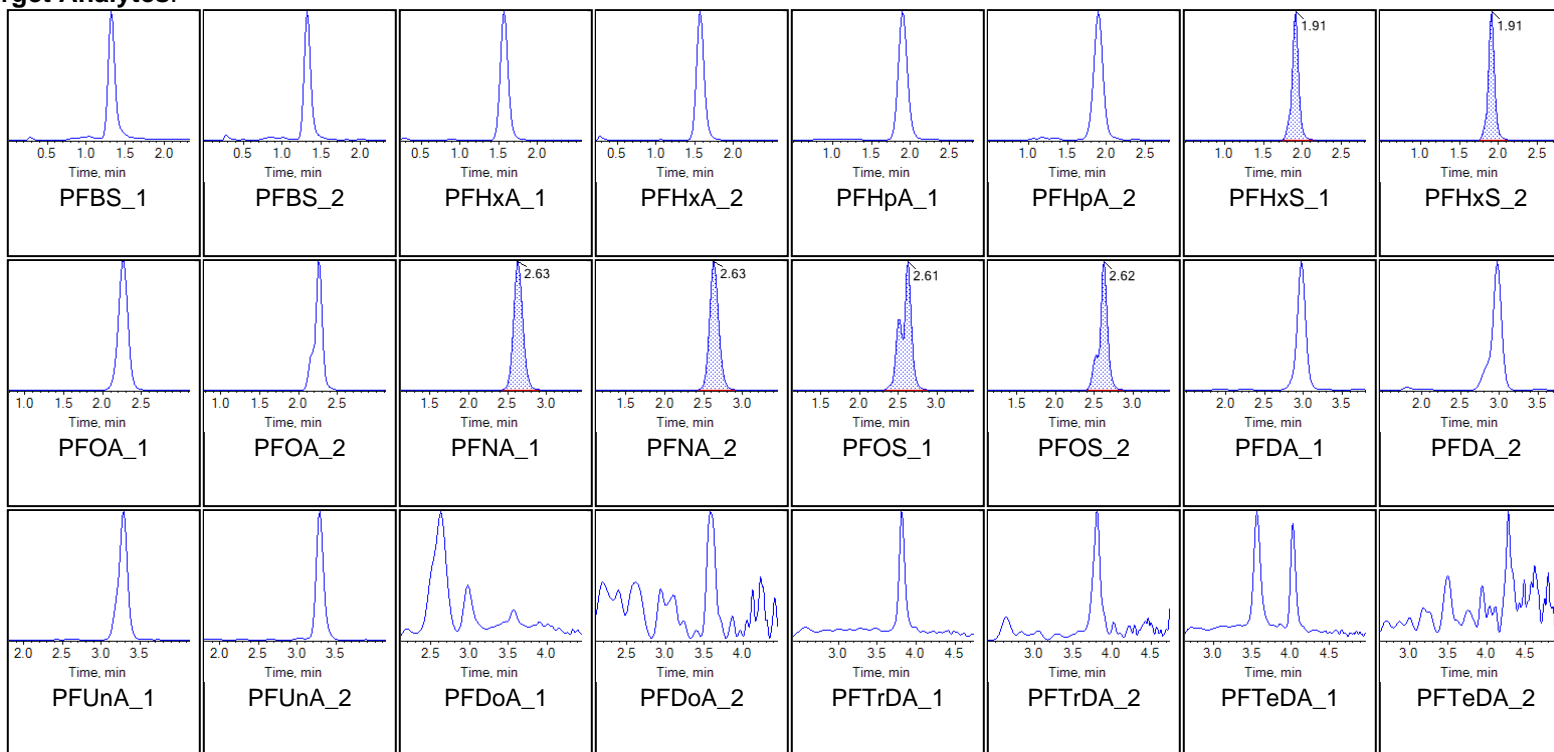 rget Analytes:
1.91 1.91
0.5 1.0 1.5 2.0 0.5 1.0 1.5 2.0 0.5 1.0 1.5 2.0 0.5 1.0 1.5 2.0 1.0 1.5 2.0 2.5 1.0 1.5 2.0 2.5 1.0 1.5 2.0 2.5 1.0 1.5 2.0 2.5
Time, min Time, min Time, min Time, min Time, min Time, min Time, min Time, min
PFBS_1 PFBS_2 PFHxA_1 PFHxA_2 PFHpA_1 PFHpA_2 PFHxS_1 PFHxS_2
2.63 2.63 2.61 2.62
1.0 1.5 2.0 2.5 1.0 1.5 2.0 2.5 1.5 2.0 2.5 3.0 1.5 2.0 2.5 3.0 1.5 2.0 2.5 3.0 1.5 2.0 2.5 3.0 2.0 2.5 3.0 3.5 2.0 2.5 3.0 3.5
Time, min Time, min Time, min Time, min Time, min Time, min Time, min Time, min
PFOA_1 PFOA_2 PFNA_1 PFNA_2 PFOS_1 PFOS_2 PFDA_1 PFDA_2
2.0 2.5 3.0 3.5 2.0 2.5 3.0 3.5 2.5 3.0 3.5 4.0 2.5 3.0 3.5 4.0 3.0 3.5 4.0 4.5 3.0 3.5 4.0 4.5 3.0 3.5 4.0 4.5 3.0 3.5 4.0 4.5
Time, min Time, min Time, min Time, min Time, min Time, min Time, min Time, min
PFUnA_1 PFUnA_2 PFDoA_1 PFDoA_2 PFTrDA_1 PFTrDA_2 PFTeDA_1 PFTeDA_2